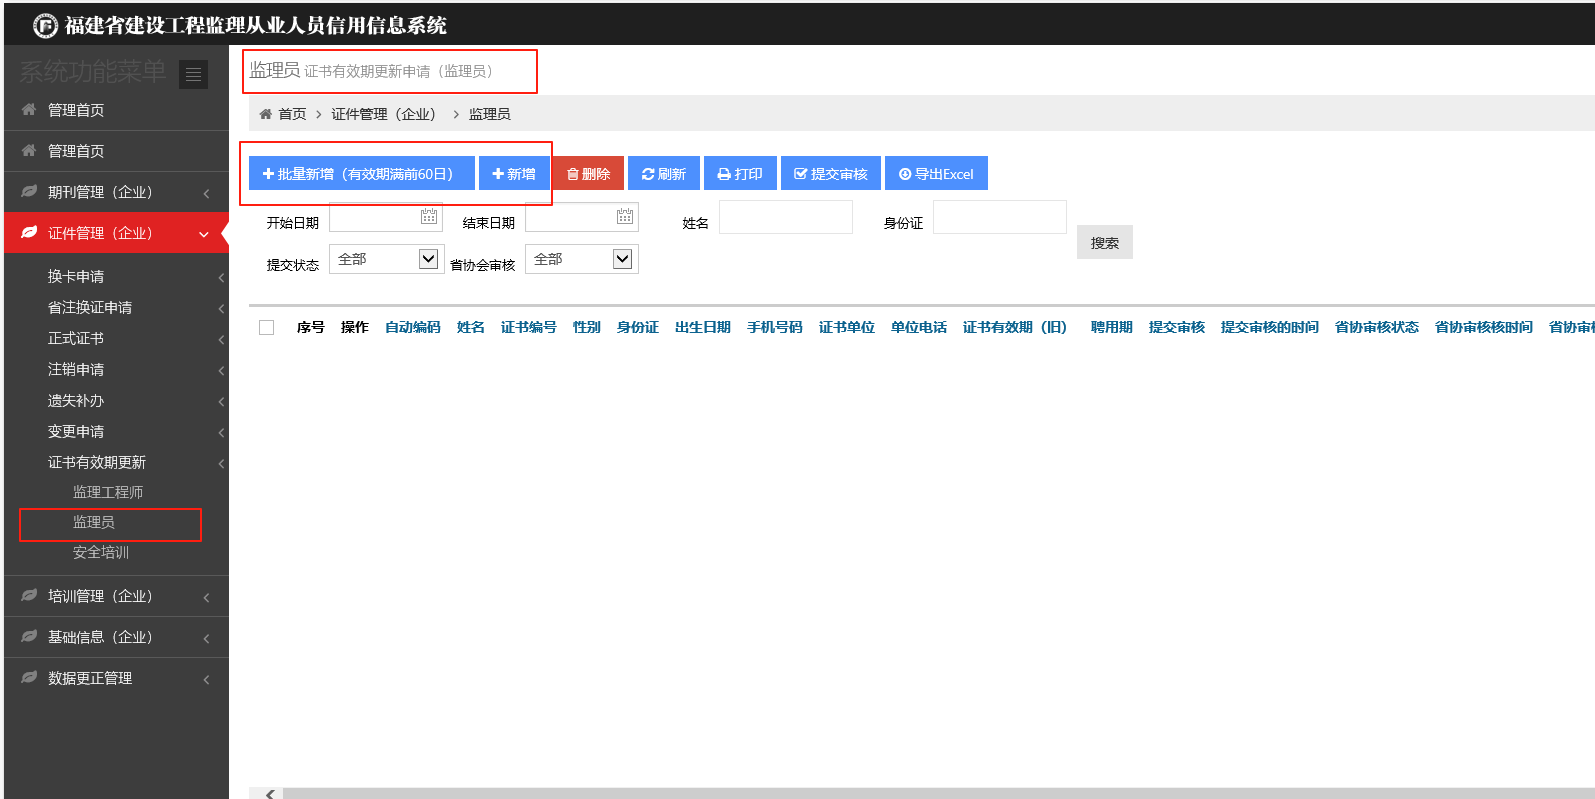 福建省建设工程监理从业人员信用信息系统
系统功能菜单
管理首页
管理首页
期刊管理（企业）
证件管理（企业）
换卡申请
省注换证申请
正式证书
注销申请
遗失补办
变更申请
证书有效期更新
监理工程师
监理员
安全培训
培训管理（企业）
基础信息（企业）
数据更正管理
监理员 证书有效期更新申请（监理员）
首页 > 证件管理（企业） > 监理员
批量新增（有效期满前60日） 新增 删除 刷新 打印 提交审核 导出Excel
开始日期 结束日期 姓名 身份证
搜索
提交状态 全部 省协会审核 全部
序号 操作 自动编码 姓名 证书编号 性别 身份证 出生日期 手机号码 证书单位 单位电话 证书有效期（旧） 聘用期 提交审核 提交审核的时间 省协审核状态 省协审核核时间 省协审